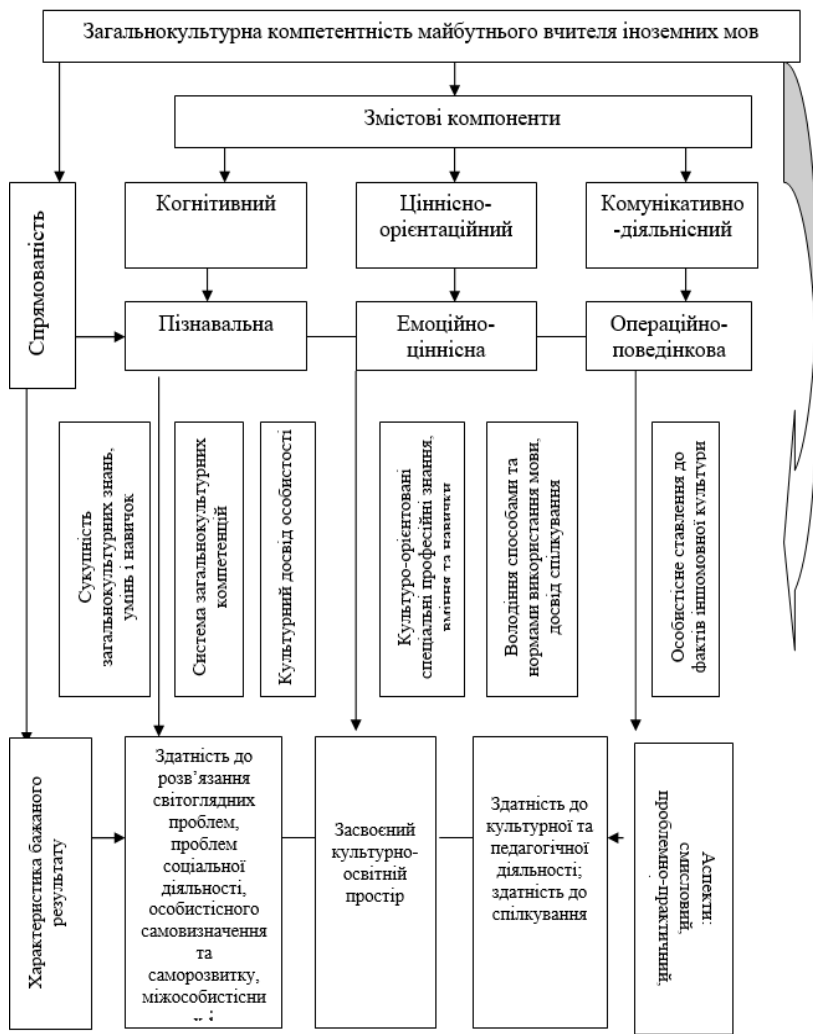 Загальнокультурна компетентність майбутнього вчителя іноземних мов
Змістові компоненти
Спрямованість
Когнітивний
Ціннісно-
орієнтаційний
Комунікативно
-діяльнісний
Пізнавальна
Емоційно-
ціннісна
Операційно-
поведінкова
Сукупність
загальнокультурних знань,
умінь і навичок
Система загальнокультурних
компетенцій
Культурний досвід особистості
Культуро-орієнтовані
спеціальні професійні знання,
вміння та навички
Володіння способами та
нормами використання мови,
досвід спілкування
Особистісне ставлення до
фактів іншомовної культури
Характеристика бажаного
результату
Здатність до
розв’язання
світоглядних
проблем,
проблем
соціальної
діяльності,
особистісного
самовизначення
та
саморозвитку,
міжособистісни
Засвоєний
культурно-
освітній
простір
Здатність до
культурної та
педагогічної
діяльності;
здатність до
спілкування
Аспекти:
смисловий,
проблемно-практичний,